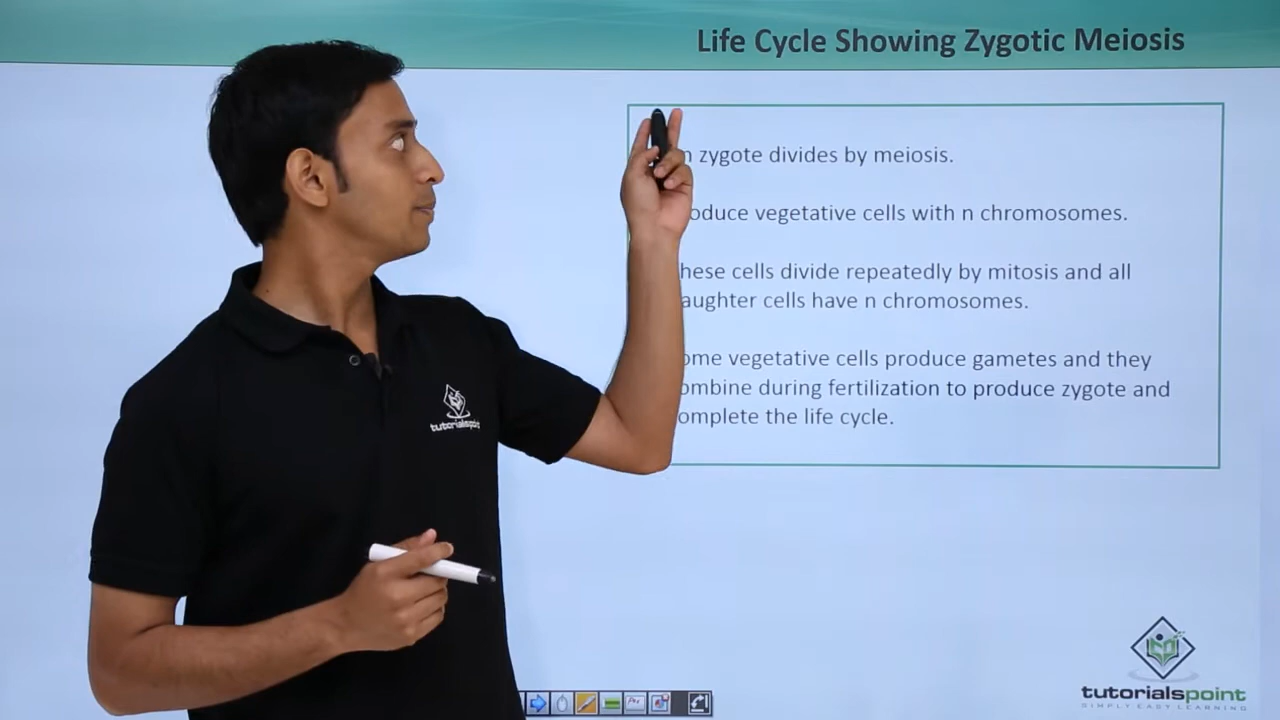 Life Cycle Showing Zygotic Meiosis
n zygote divides by meiosis.
oduce vegetative cells with n chromosomes.
hese cells divide repeatedly by mitosis and all
aughter cells have n chromosomes.
ome vegetative cells produce gametes and they
ombine during fertilization to produce zygote and
omplete the life cycle.
tutorialspoint
tutorialspoint
SIMPLY EASY LEARNING